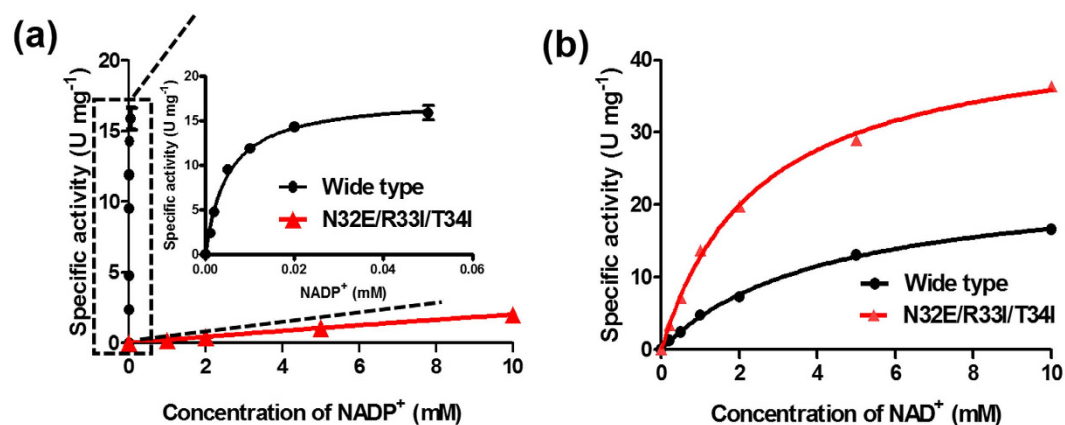 (a)
Specific activity (U mg⁻¹)
20
15
10
5
0
Specific activity (U mg⁻¹)
20
15
10
5
0
Wide type
N32E/R33I/T34I
0.00 0.02 0.04 0.06
NADP⁺ (mM)
0 2 4 6 8 10
Concentration of NADP⁺ (mM)
(b)
Specific activity (U mg⁻¹)
40
30
20
10
0
Wide type
N32E/R33I/T34I
0 2 4 6 8 10
Concentration of NAD⁺ (mM)